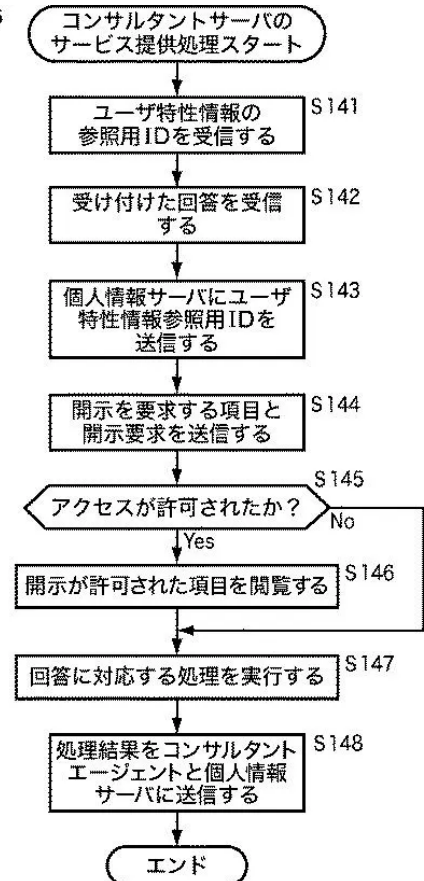 コンサルタントサーバの
サービス提供処理スタート
ユーザ特性情報の
参照用IDを受信する
S141
受け付けた回答を受信
する
S142
個人情報サーバにユーザ
特性情報参照用IDを
送信する
S143
開示を要求する項目と
開示要求を送信する
S144
アクセスが許可されたか?
S145
No
Yes
開示が許可された項目を閲覧する
S146
回答に対応する処理を実行する
S147
処理結果をコンサルタント
エージェントと個人情報
サーバに送信する
S148
エンド